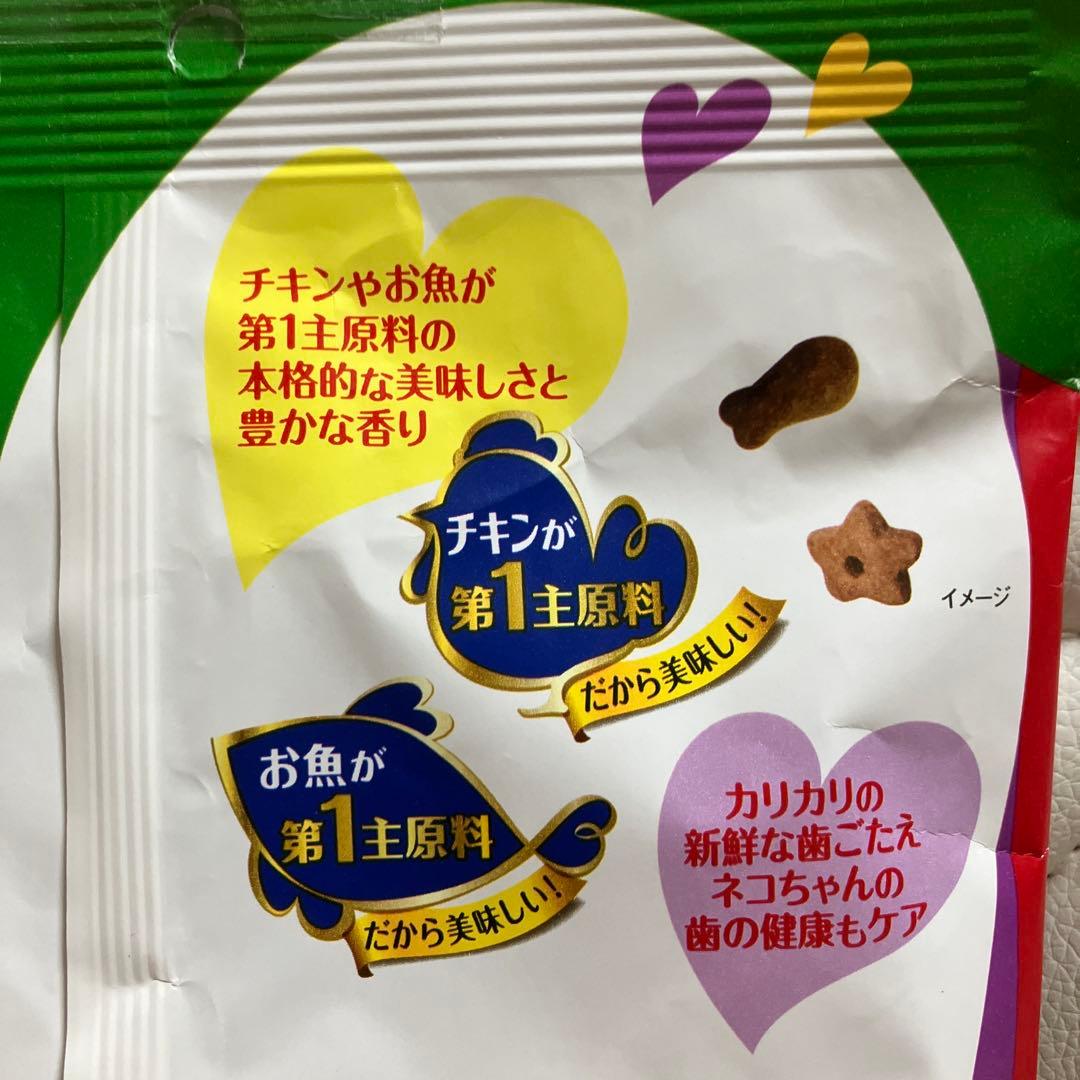 チキンやお魚が
第1主原料の
本格的な美味しさと
豊かな香り
チキンが
第1主原料
だから美味しい!
イメージ
お魚が
第1主原料
だから美味しい!
カリカリの
新鮮な歯ごたえ
ネコちゃんの
歯の健康もケア